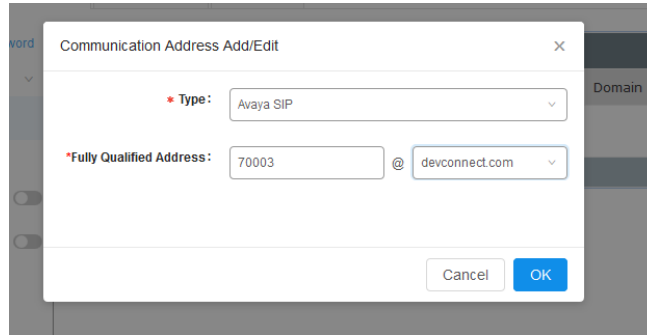 word
Communication Address Add/Edit
Domain
* Type :
Avaya SIP
*Fully Qualified Address :
70003
@
devconnect.com
Cancel
OK